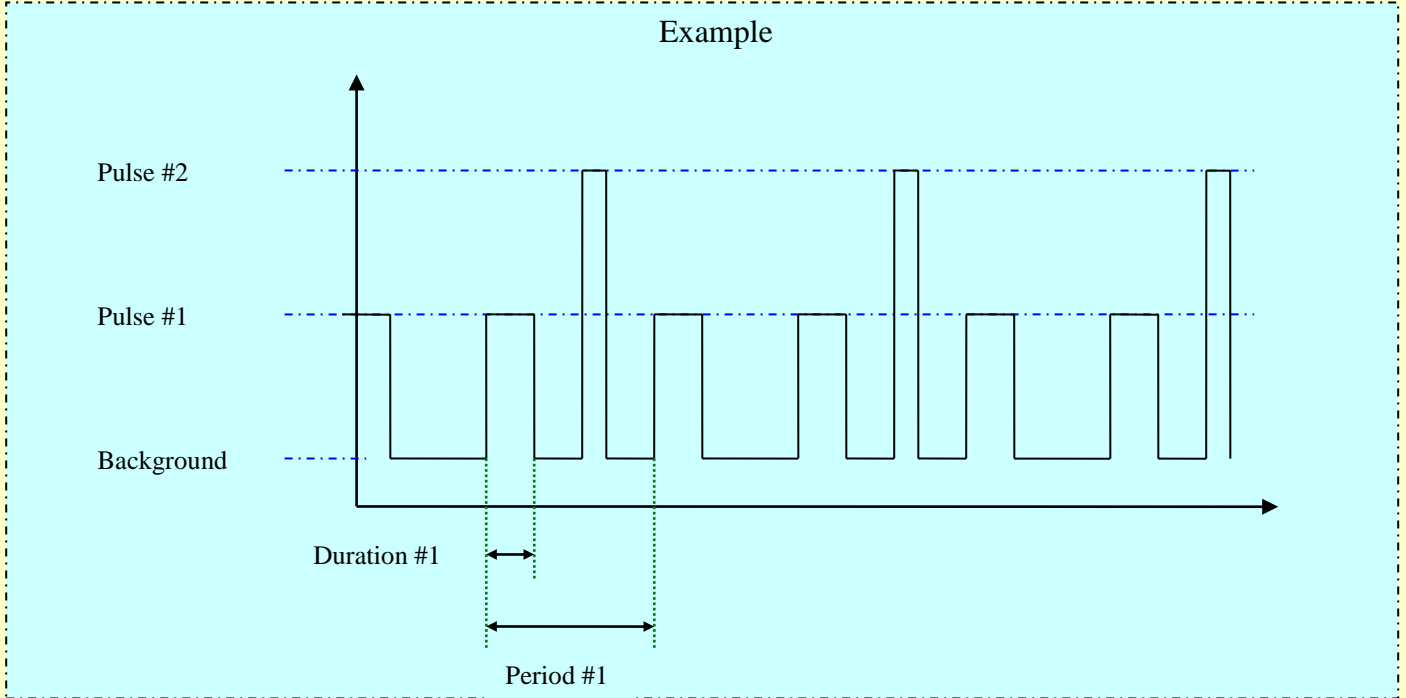 Example
Pulse #2
Pulse #1
Background
Duration #1
Period #1